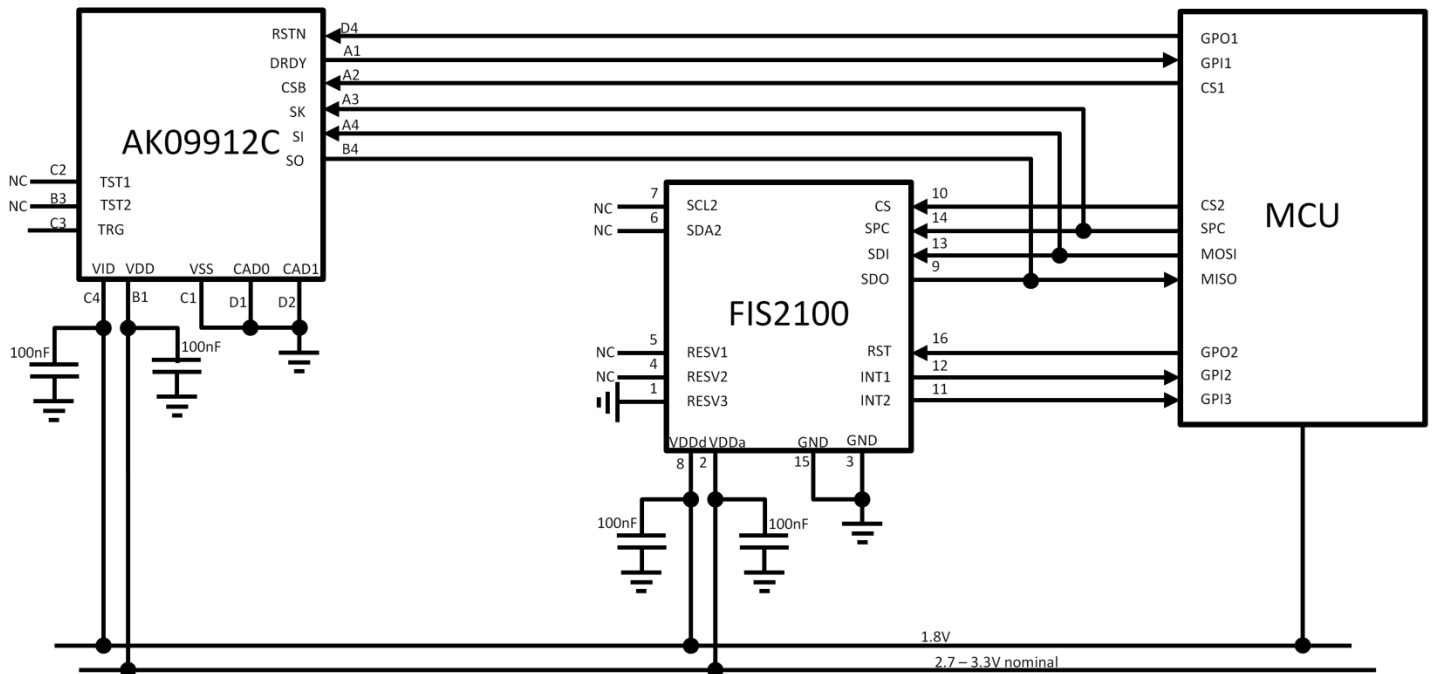 RSTN D4 GPO1
DRDY A1 GPI1
CSB A2 CS1
SK A3
SI A4
SO B4
AK09912C
NC C2 TST1
NC B3 TST2
C3 TRG
VID VDD VSS CAD0 CAD1
C4 B1 C1 D1 D2
100nF 100nF
MCU
NC 7 SCL2 CS 10 CS2
NC 6 SDA2 SPC 14 SPC
SDI 13 MOSI
SDO 9 MISO
FIS2100
NC 5 RESV1 RST 16 GPO2
NC 4 RESV2 INT1 12 GPI2
1 RESV3 INT2 11 GPI3
VDDd VDDa GND GND
8 2 15 3
100nF 100nF
1.8V
2.7 – 3.3V nominal